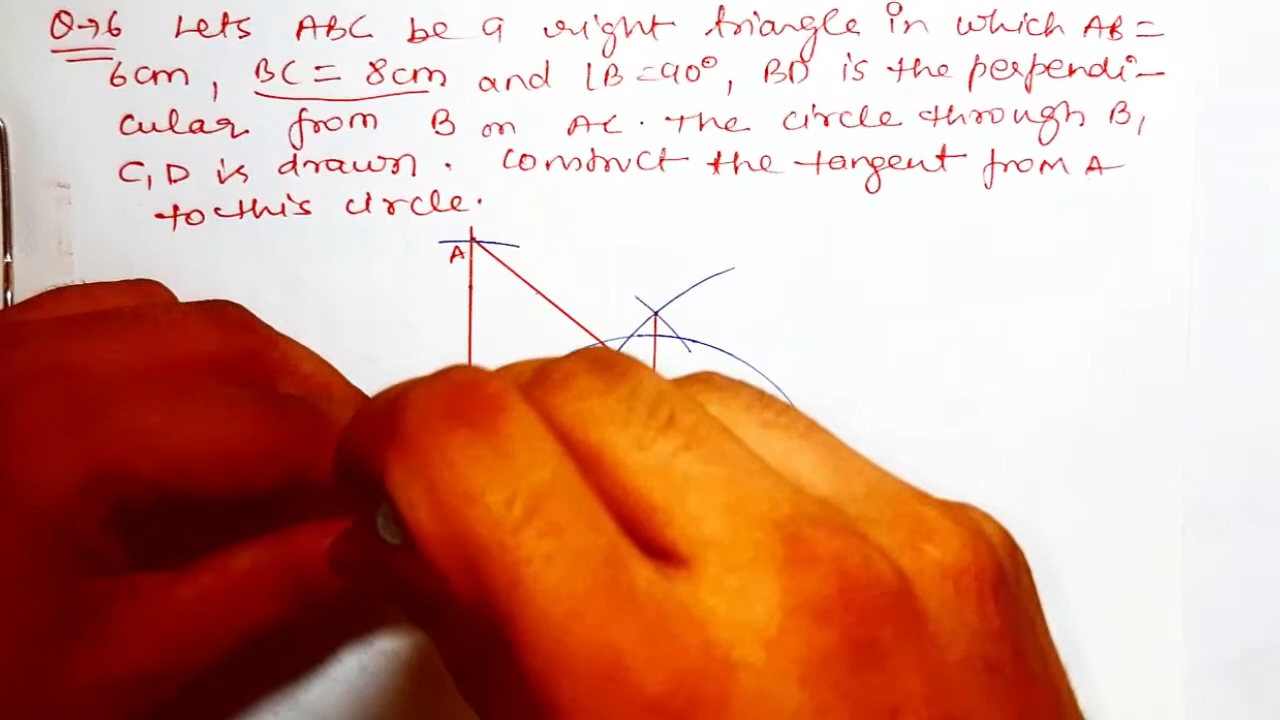 Q→6 Lets ABC be a right triangle in which AB =
6cm, BC = 8cm and ∠B = 90°, BD is the perpendi-
cular from B on AC. The circle through B,
C, D is drawn. Construct the tangent from A
to this circle.
A